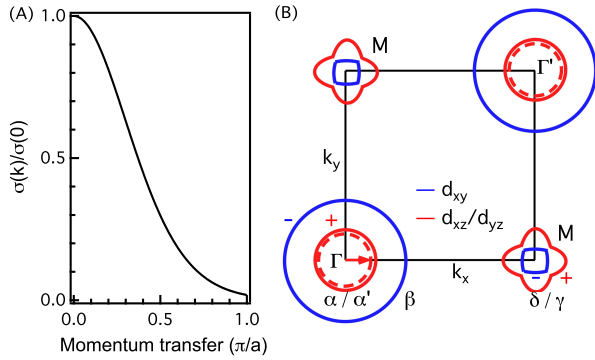 (A)
1.0
0.5
0.0
σ(k)/σ(0)
0.0
0.5
1.0
Momentum transfer (π/a)
(B)
M
Γ'
k_y
d_xy
d_xz/d_yz
- +
Γ
M
k_x
- +
α / α'
β
δ / γ